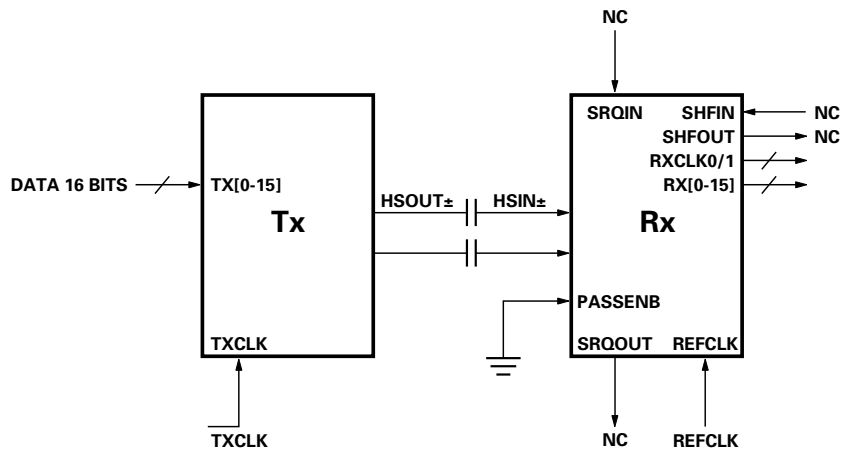 NC
SRQIN
SHFIN
NC
SHFOUT
NC
RXCLK0/1
DATA 16 BITS
TX[0-15]
RX[0-15]
HSOUT±
HSIN±
Tx
Rx
PASSENB
TXCLK
SRQOUT
REFCLK
TXCLK
NC
REFCLK